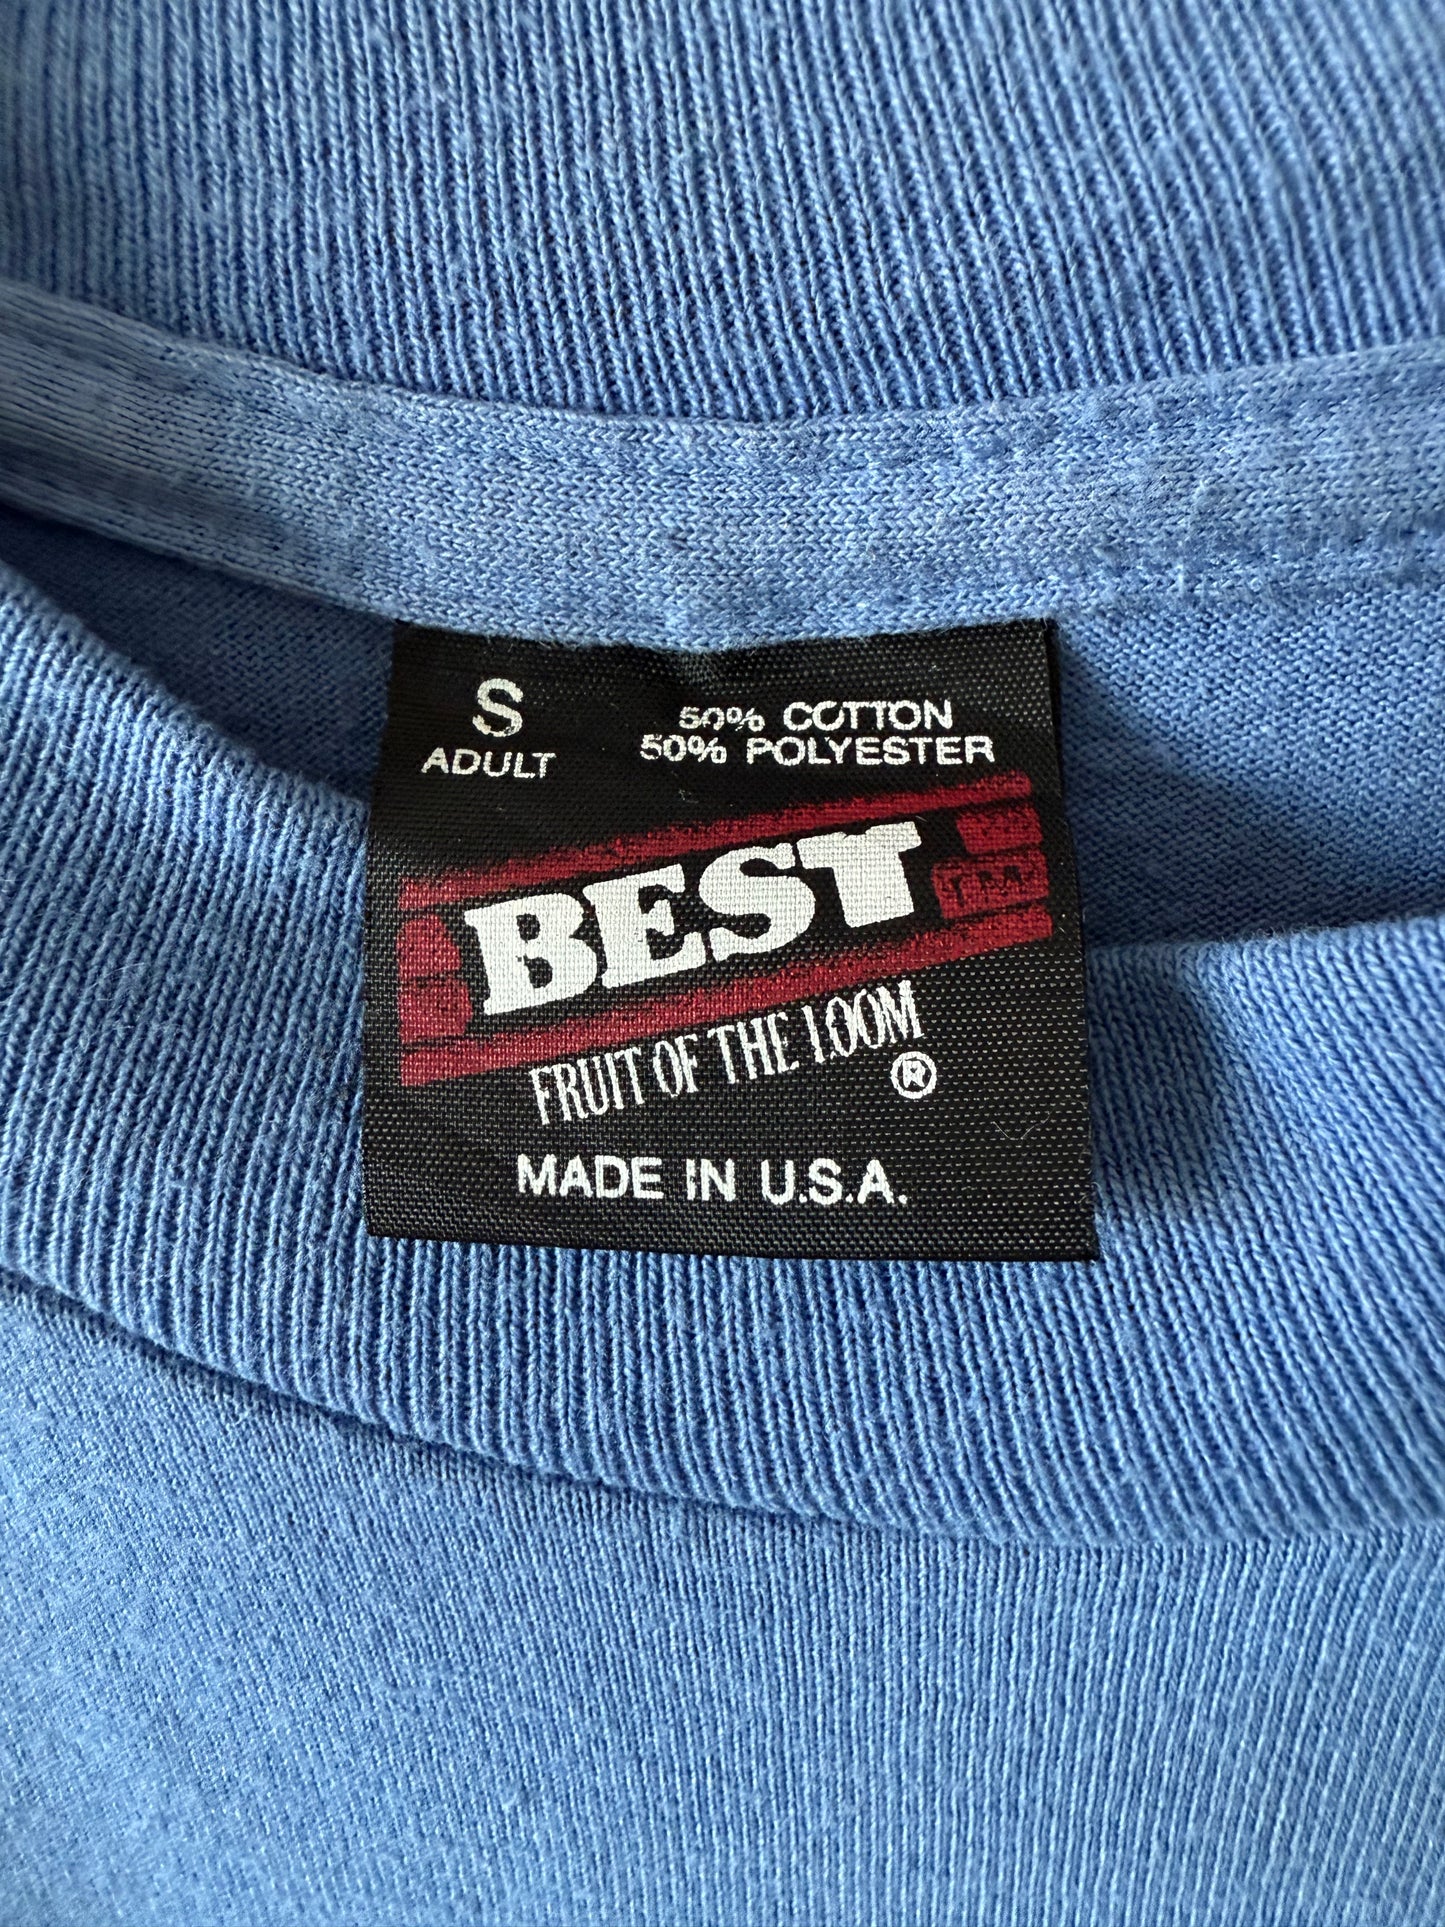 S
ADULT
50% COTTON
50% POLYESTER
BEST
FRUIT OF THE LOOM
®
MADE IN U.S.A.